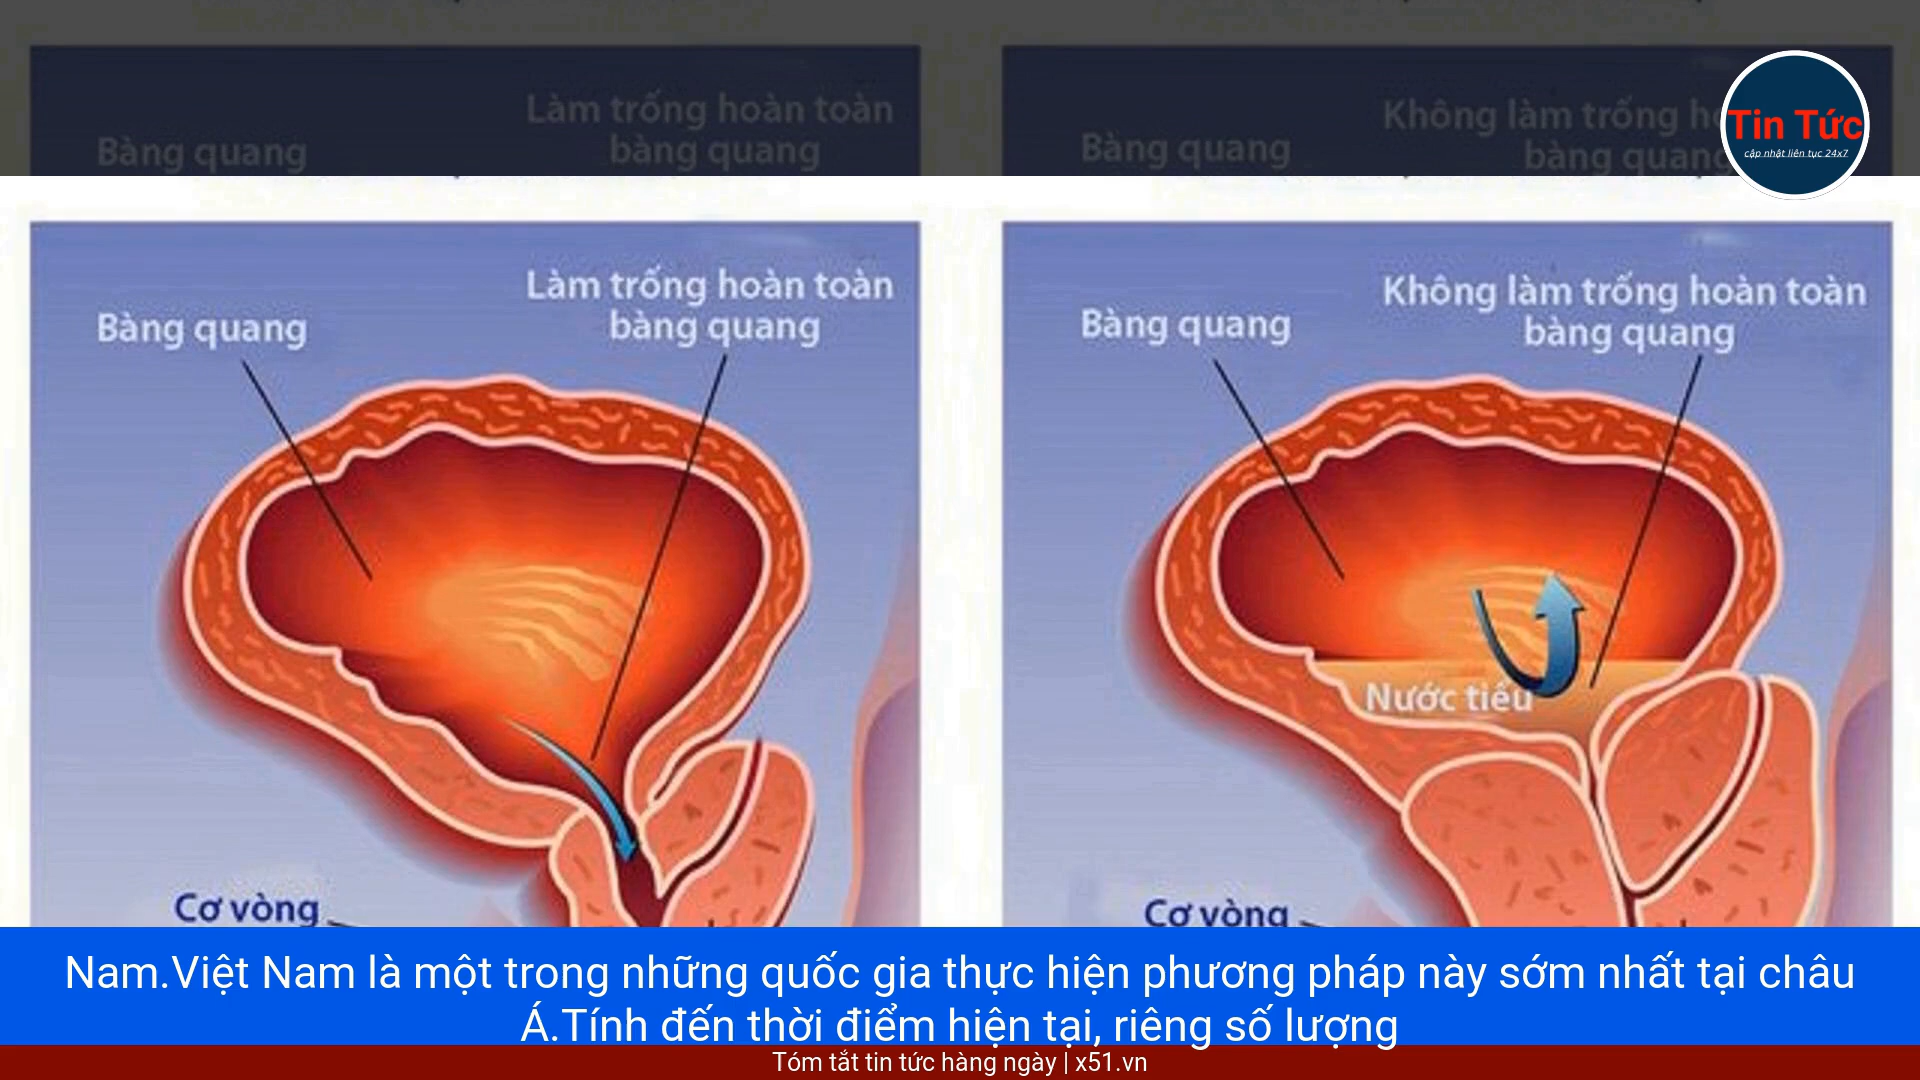 Làm trống hoàn toàn
bàng quang
Bàng quang
Không làm trống
bàng quang
Bàng quang
Tin Tức
cập nhật liên tục 24x7
Làm trống hoàn toàn
bàng quang
Bàng quang
Không làm trống hoàn toàn
bàng quang
Bàng quang
Nước tiểu
Cơ vòng
Cơ vòng
Nam.Việt Nam là một trong những quốc gia thực hiện phương pháp này sớm nhất tại châu
Á.Tính đến thời điểm hiện tại, riêng số lượng
Tóm tắt tin tức hàng ngày | x51.vn